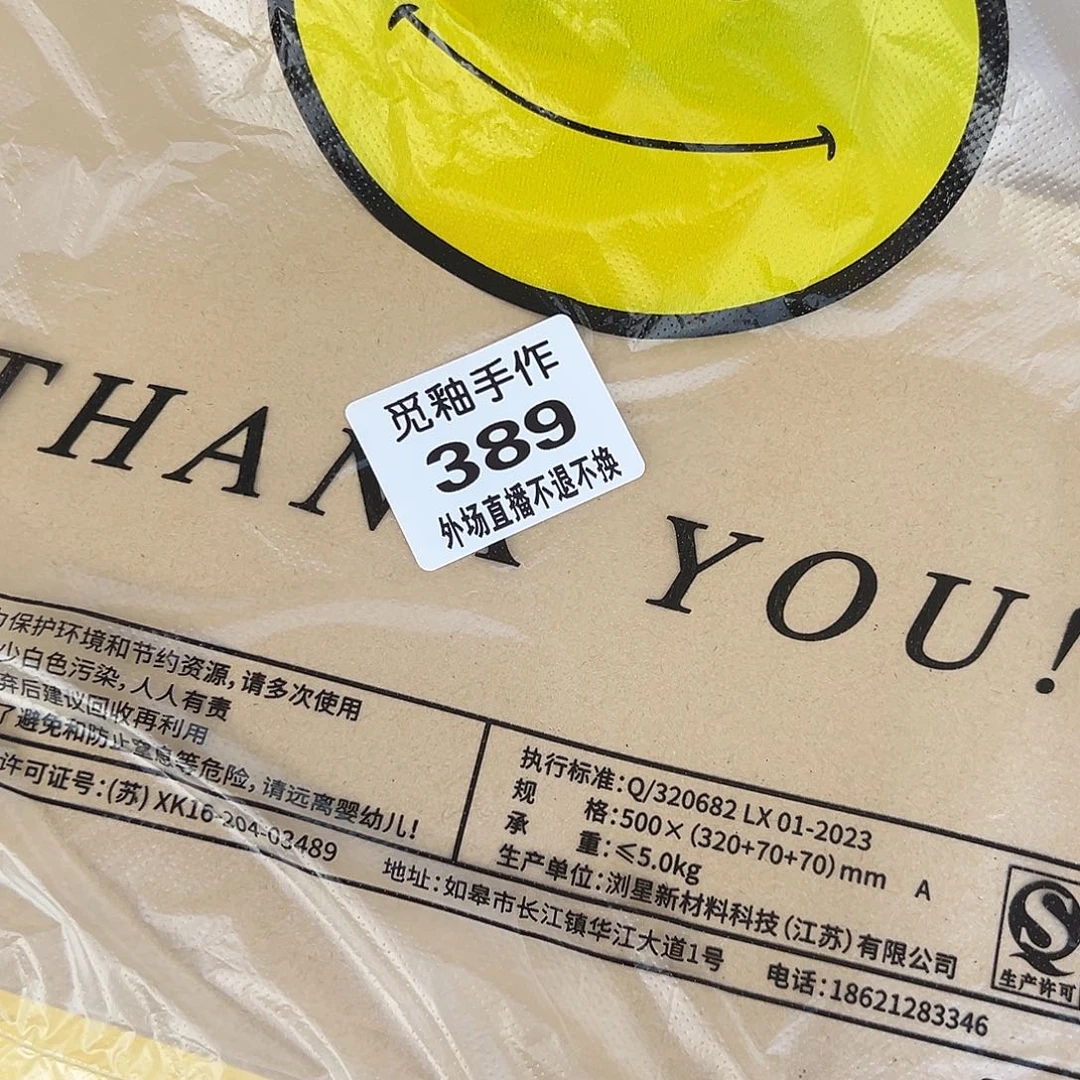 觅釉手作
389
外场直播不退不换
THANK YOU!
为保护环境和节约资源,请多次使用
少白色污染,人人有责
弃后建议回收再利用
了避免和防止窒息等危险,请远离婴幼儿!
许可证号:(苏) XK16-204-03489
执行标准:Q/320682 LX 01-2023
规 格:500×(320+70+70)mm A
承 重:≤5.0kg
生产单位:浏星新材料科技(江苏)有限公司
地址:如皋市长江镇华江大道1号 电话:18621283346
生产许可